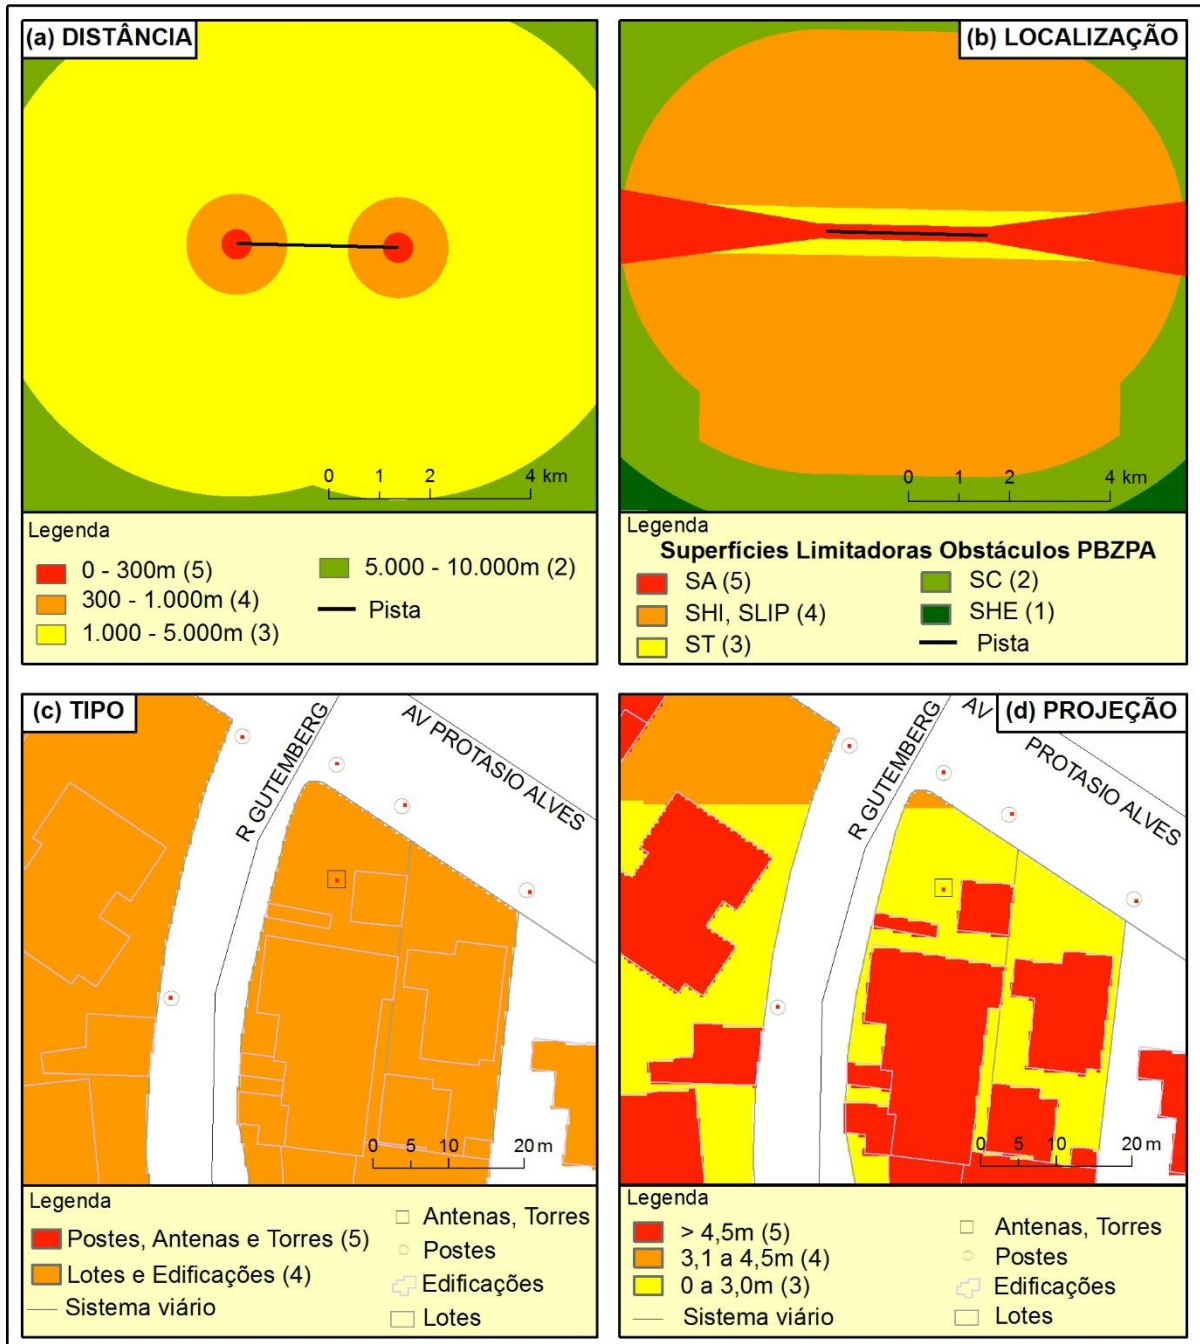 (a) DISTÂNCIA
0 1 2 4 km
Legenda
0 - 300m (5)
300 - 1.000m (4)
1.000 - 5.000m (3)
5.000 - 10.000m (2)
Pista
(b) LOCALIZAÇÃO
0 1 2 4 km
Legenda
Superfícies Limitadoras Obstáculos PBZPA
SA (5)
SHI, SLIP (4)
ST (3)
SC (2)
SHE (1)
Pista
(c) TIPO
R GUTEMBERG
AV PROTASIO ALVES
0 5 10 20 m
Legenda
Postes, Antenas e Torres (5)
Lotes e Edificações (4)
Sistema viário
Antenas, Torres
Postes
Edificações
Lotes
(d) PROJEÇÃO
R GUTEMBERG
AV PROTASIO ALVES
0 5 10 20 m
Legenda
> 4,5m (5)
3,1 a 4,5m (4)
0 a 3,0m (3)
Sistema viário
Antenas, Torres
Postes
Edificações
Lotes